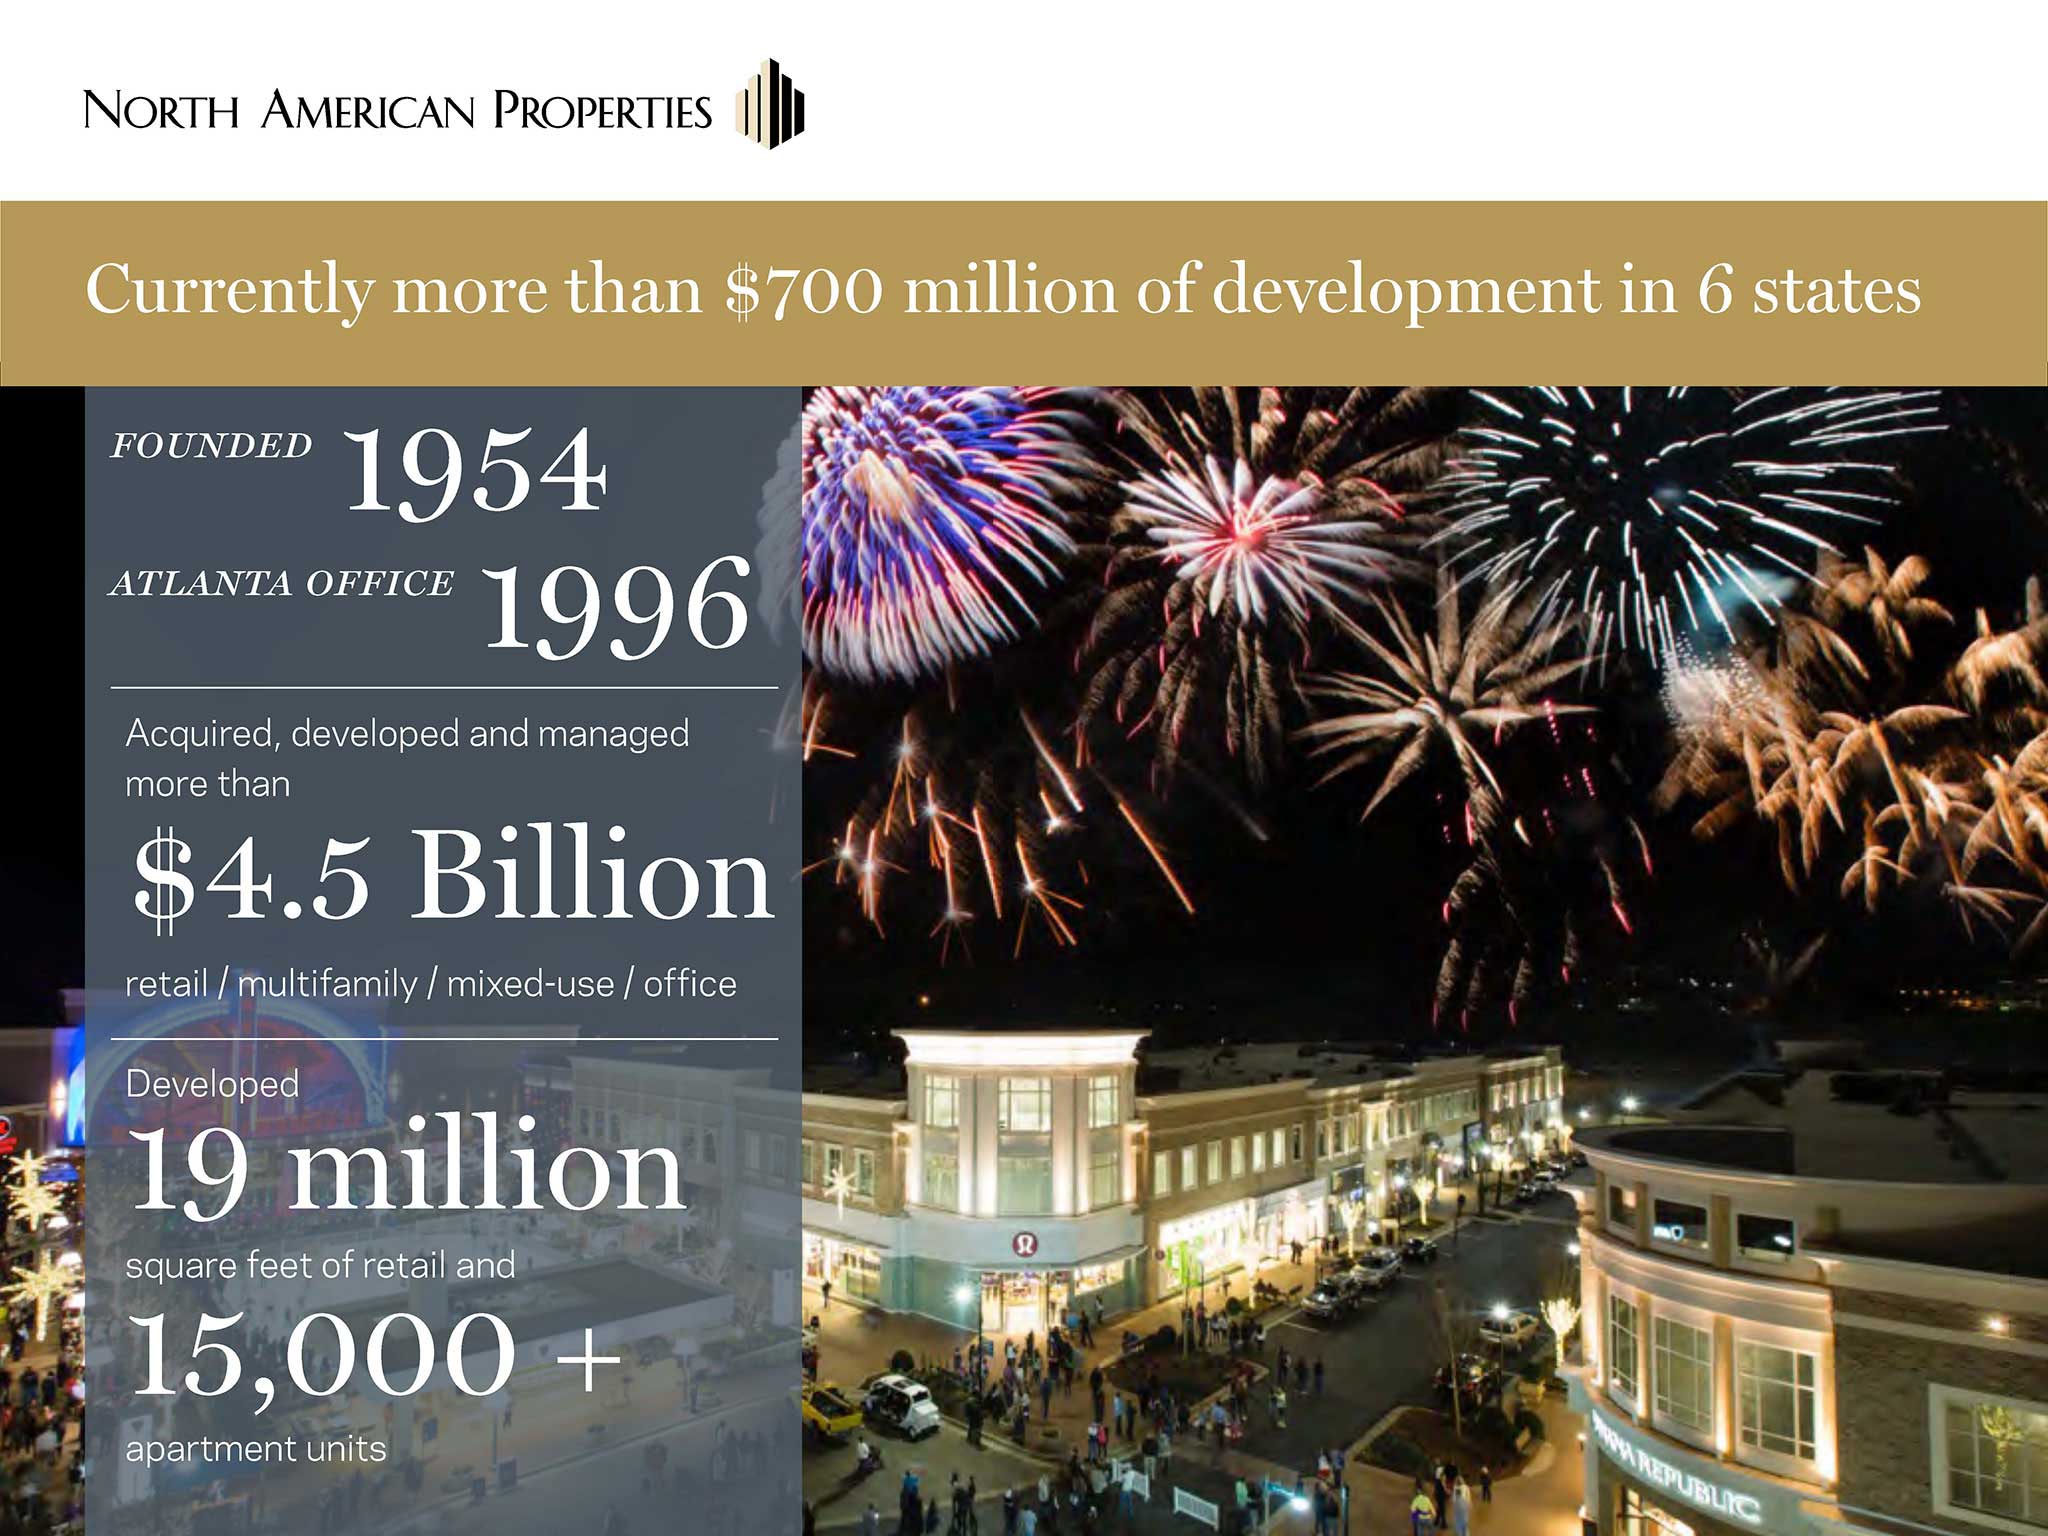 NORTH AMERICAN PROPERTIES
Currently more than $700 million of development in 6 states
FOUNDED 1954
ATLANTA OFFICE 1996
Acquired, developed and managed
more than
$4.5 Billion
retail / multifamily / mixed-use / office
Developed
19 million
square feet of retail and
15,000 +
apartment units
REPUBLIC